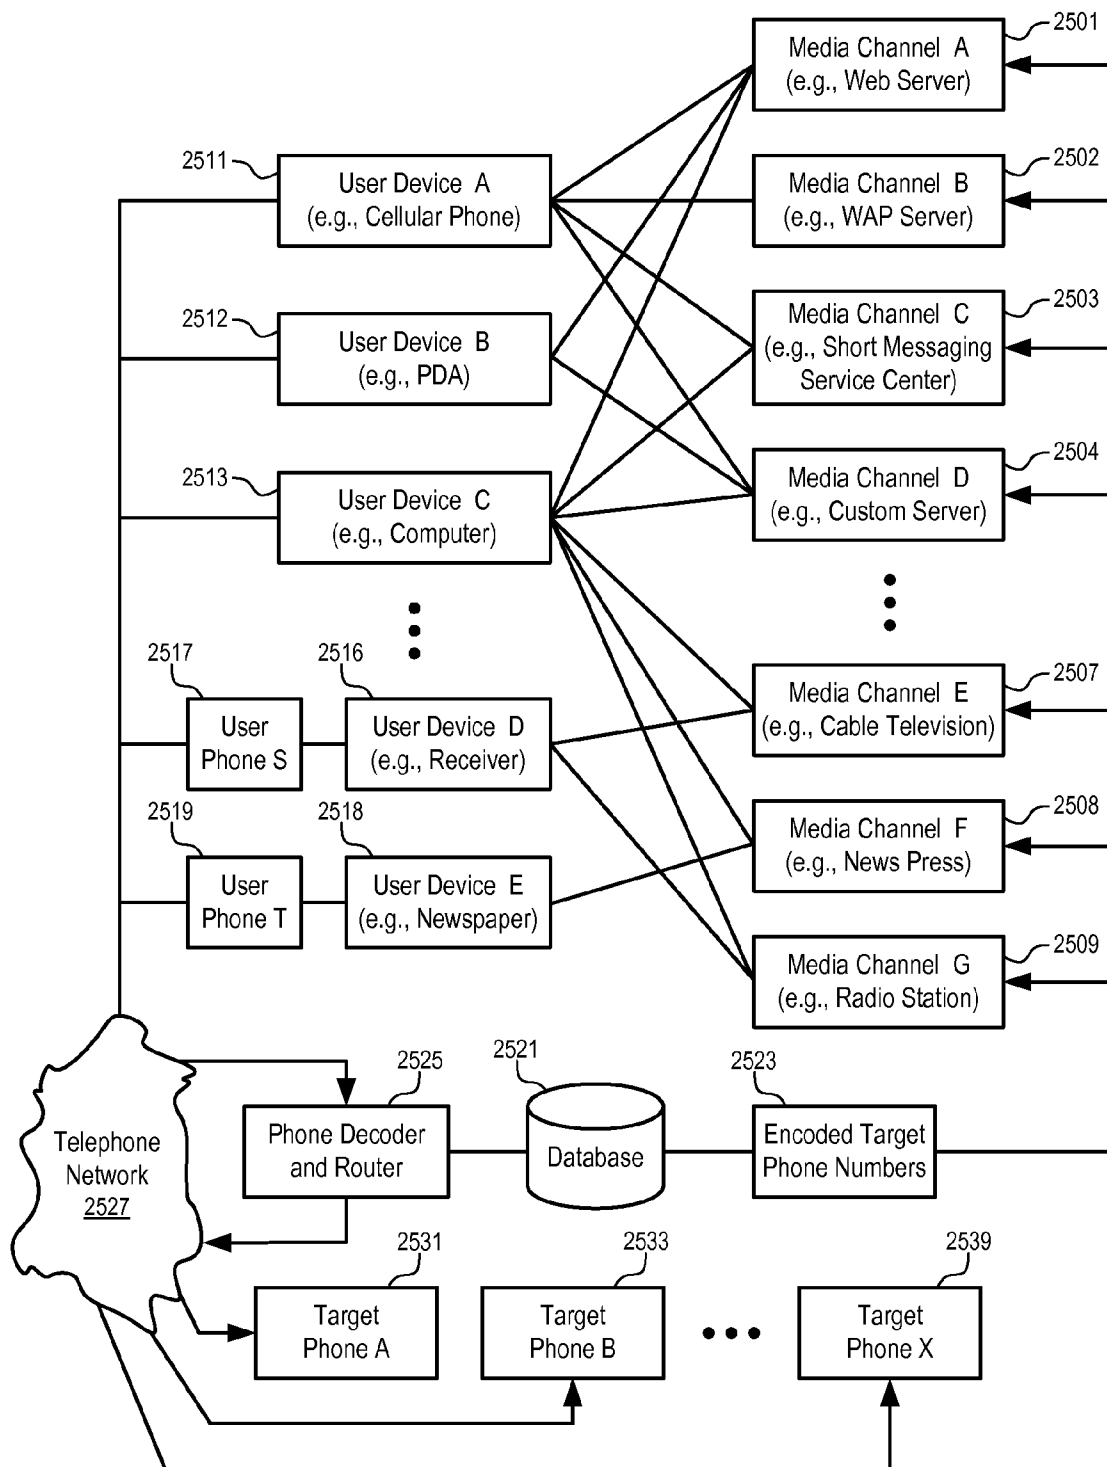 2501
Media Channel A
(e.g., Web Server)
2511
User Device A
(e.g., Cellular Phone)
2502
Media Channel B
(e.g., WAP Server)
2512
User Device B
(e.g., PDA)
2503
Media Channel C
(e.g., Short Messaging
Service Center)
2513
User Device C
(e.g., Computer)
2504
Media Channel D
(e.g., Custom Server)
2517
User
Phone S
2516
User Device D
(e.g., Receiver)
2507
Media Channel E
(e.g., Cable Television)
2519
User
Phone T
2518
User Device E
(e.g., Newspaper)
2508
Media Channel F
(e.g., News Press)
2509
Media Channel G
(e.g., Radio Station)
Telephone
Network
2527
2525
Phone Decoder
and Router
2521
Database
2523
Encoded Target
Phone Numbers
2531
Target
Phone A
2533
Target
Phone B
2539
Target
Phone X